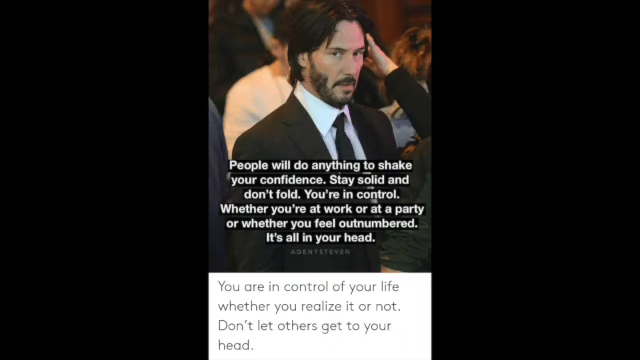 People will do anything to shake
your confidence. Stay solid and
don't fold. You're in control.
Whether you're at work or at a party
or whether you feel outnumbered.
It's all in your head.
AGENTSTEVEN
You are in control of your life
whether you realize it or not.
Don't let others get to your
head.